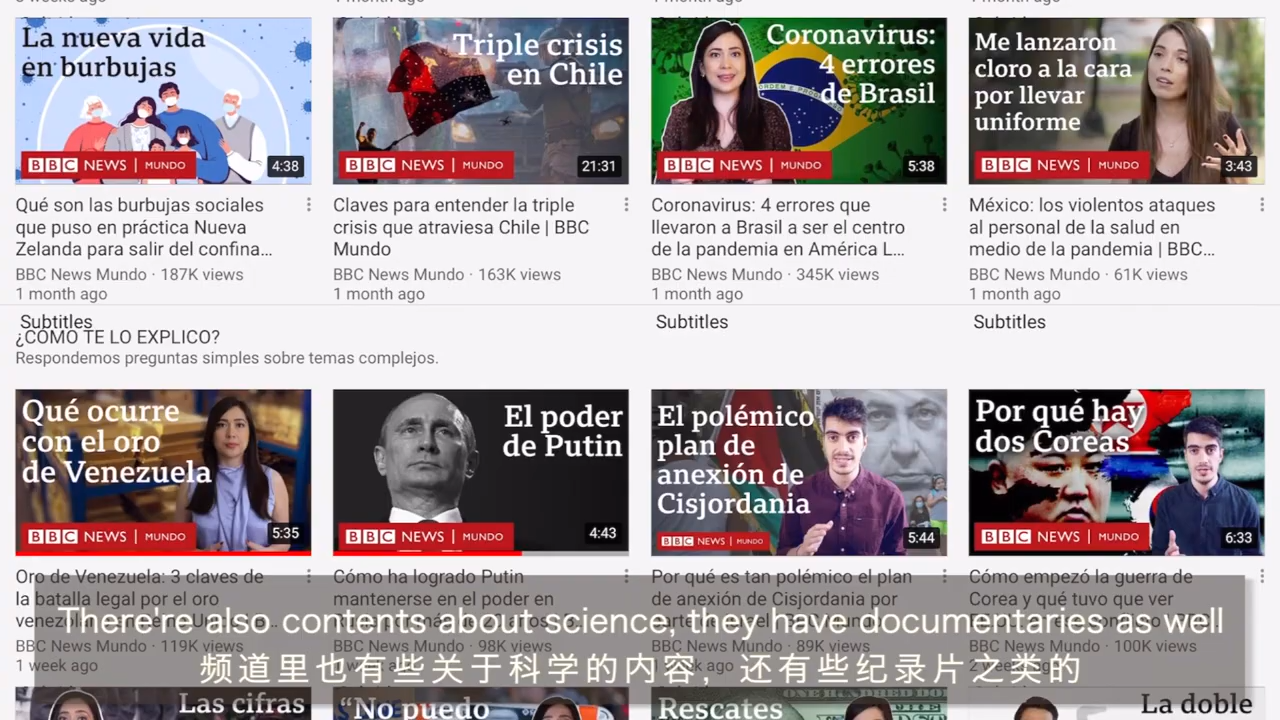 La nueva vida
en burbujas
BBC NEWS | MUNDO
4:38
Triple crisis
en Chile
BBC NEWS | MUNDO
21:31
Coronavirus:
4 errores
de Brasil
BBC NEWS | MUNDO
5:38
Me lanzaron
cloro a la cara
por llevar
uniforme
BBC NEWS | MUNDO
3:43
Qué son las burbujas sociales
que puso en práctica Nueva
Zelanda para salir del confina...
BBC News Mundo · 187K views
1 month ago
Subtitles
Claves para entender la triple
crisis que atraviesa Chile | BBC
Mundo
BBC News Mundo · 163K views
1 month ago
Coronavirus: 4 errores que
llevaron a Brasil a ser el centro
de la pandemia en América L...
BBC News Mundo · 345K views
1 month ago
Subtitles
México: los violentos ataques
al personal de la salud en
medio de la pandemia | BBC...
BBC News Mundo · 61K views
1 month ago
Subtitles
¿CÓMO TE LO EXPLICO?
Respondemos preguntas simples sobre temas complejos.
Qué ocurre
con el oro
de Venezuela
BBC NEWS | MUNDO
5:35
El poder
de Putin
BBC NEWS | MUNDO
4:43
El polémico
plan de
anexión de
Cisjordania
BBC NEWS | MUNDO
5:44
Por qué hay
dos Coreas
BBC NEWS | MUNDO
6:33
Oro de Venezuela: 3 claves de
la batalla legal por el oro
BBC News Mundo · 119K views
1 week ago
Cómo ha logrado Putin
mantenerse en el poder en
BBC News Mundo · 98K views
Por qué es tan polémico el plan
de anexión de Cisjordania por
BBC News Mundo · 89K views
Cómo empezó la guerra de
Corea y qué tuvo que ver
BBC News Mundo · 100K views
There're also contents about science, they have documentaries as well
频道里也有些关于科学的内容，还有些纪录片之类的
Las cifras
“No puedo
Rescates
La doble